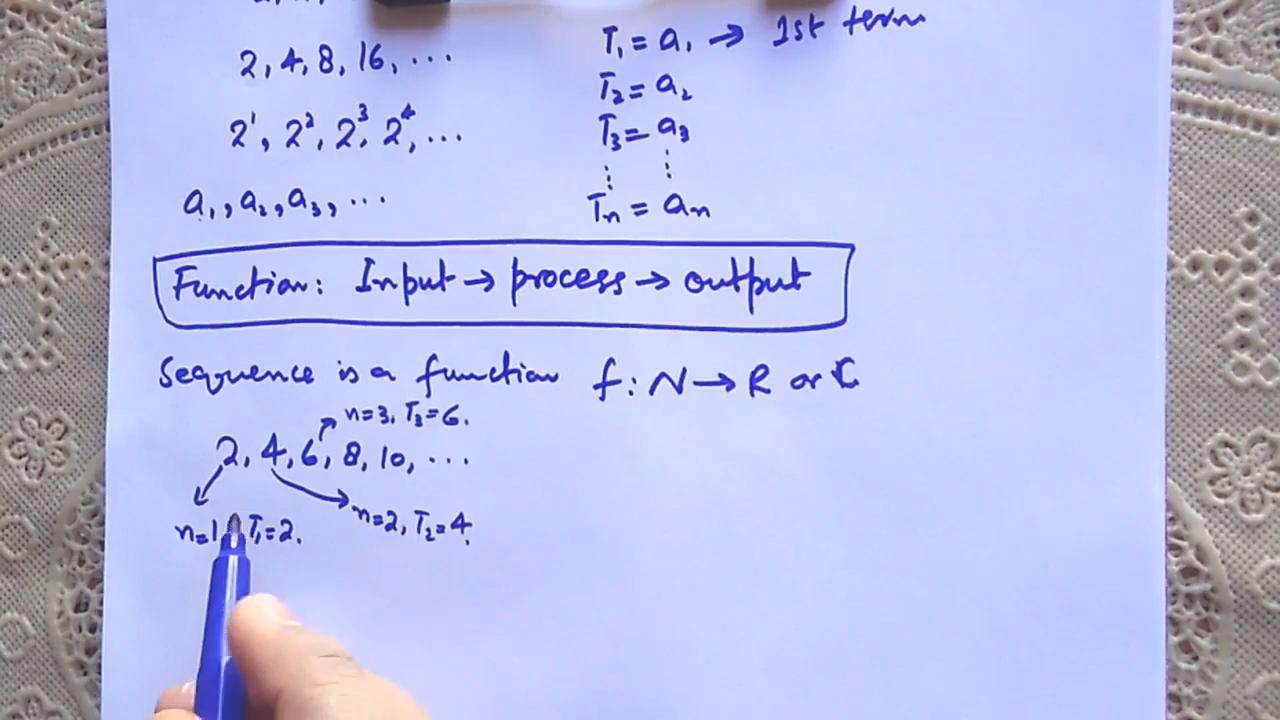 2, 4, 8, 16, ...
2¹, 2², 2³, 2⁴, ...
a₁, a₂, a₃, ...
T₁ = a₁ → 1st term
T₂ = a₂
T₃ = a₃
⋮ ⋮
Tₙ = aₙ
Function: Input → process → output
Sequence is a function f: N → R or C
n=3, T₃=6.
2, 4, 6, 8, 10, ...
n=1, T₁=2.
n=2, T₂=4.